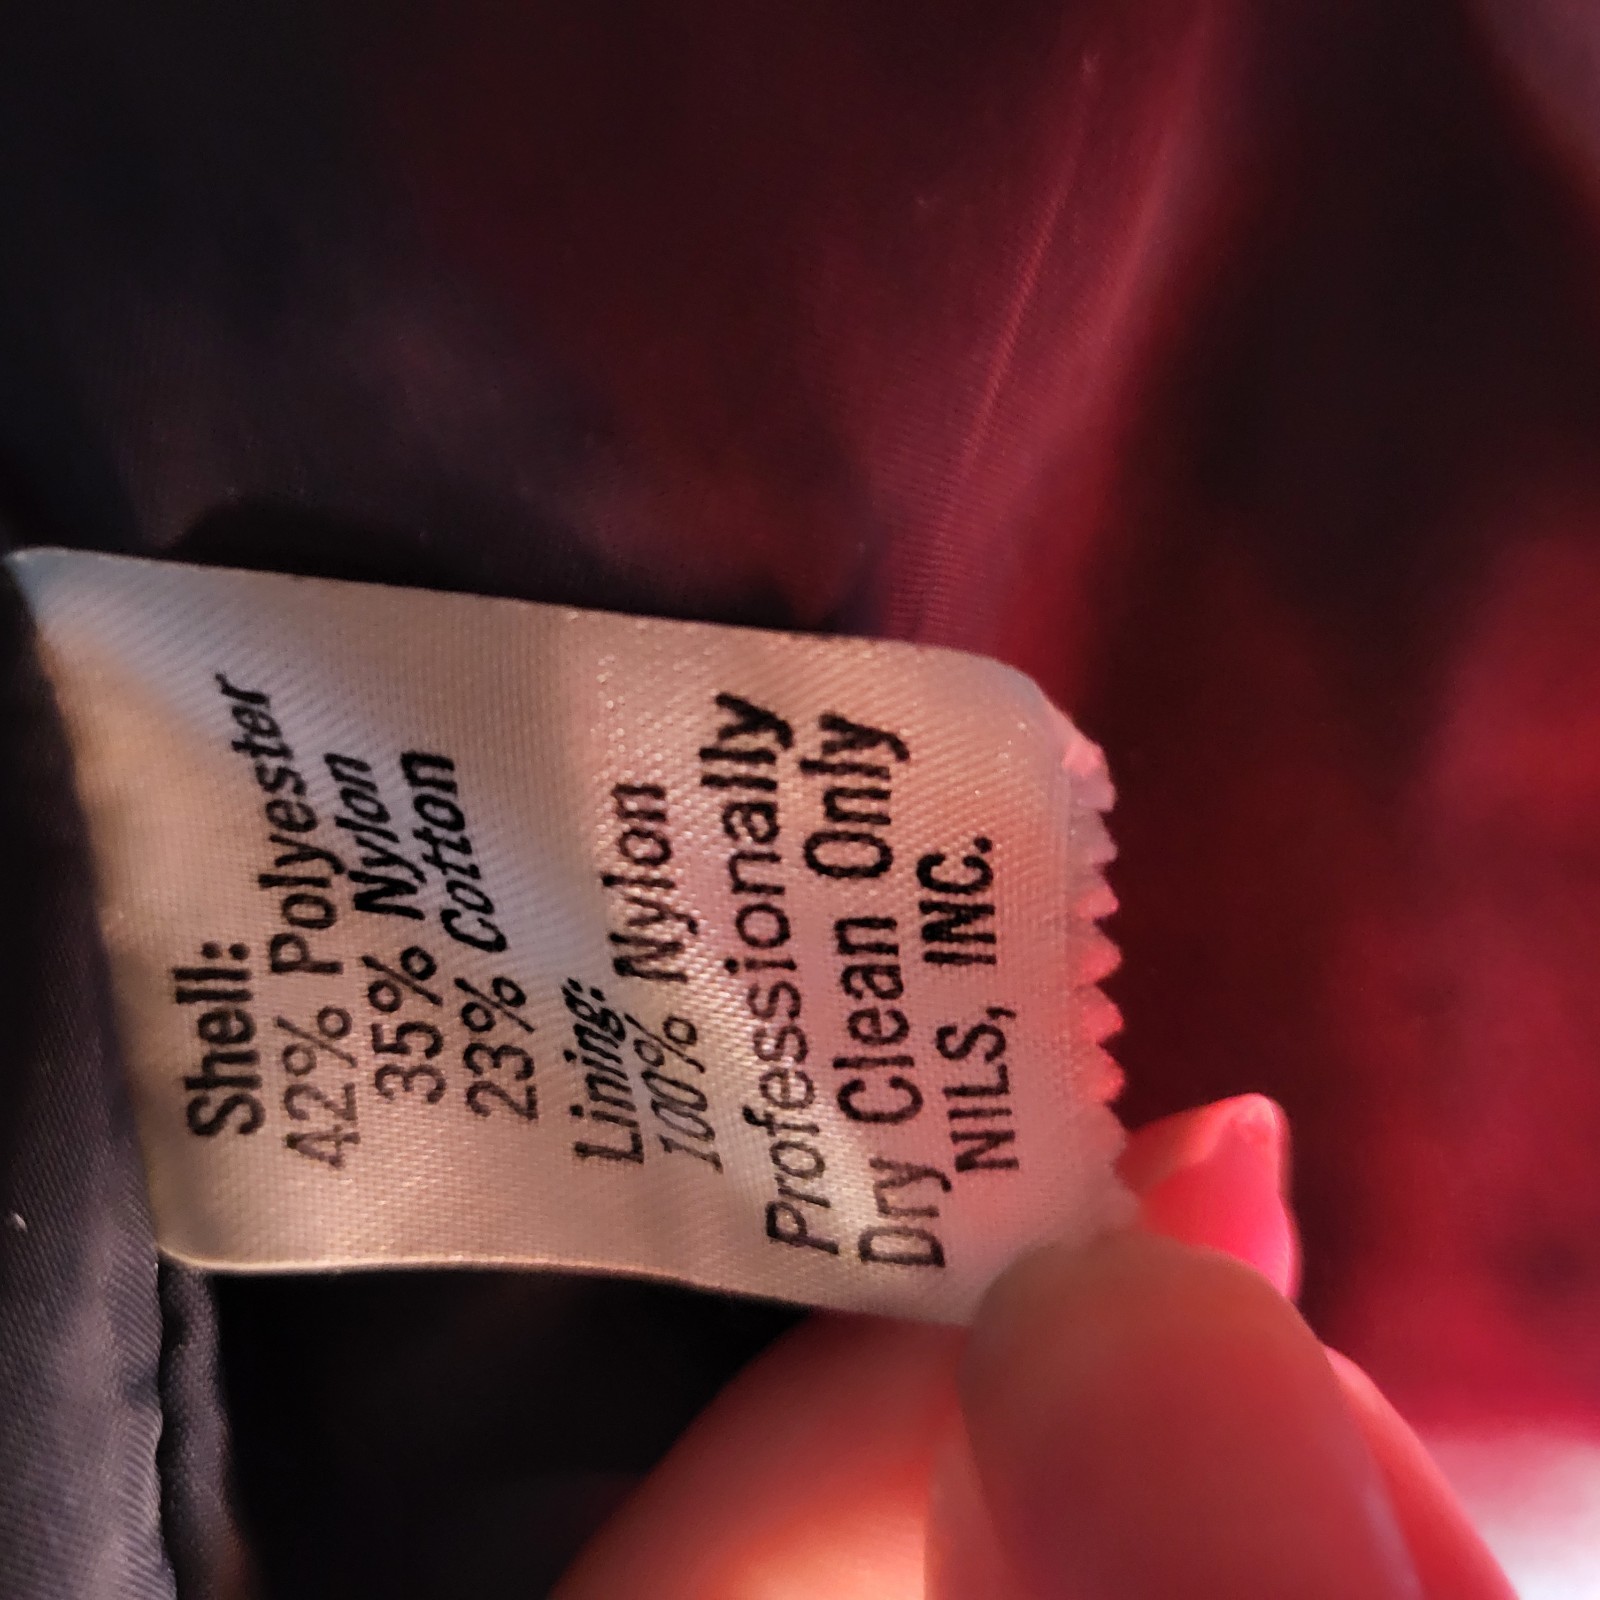 Shell:
42% Polyester
35% Nylon
23% Cotton
Lining:
100% Nylon
Professionally
Dry Clean Only
NILS, INC.